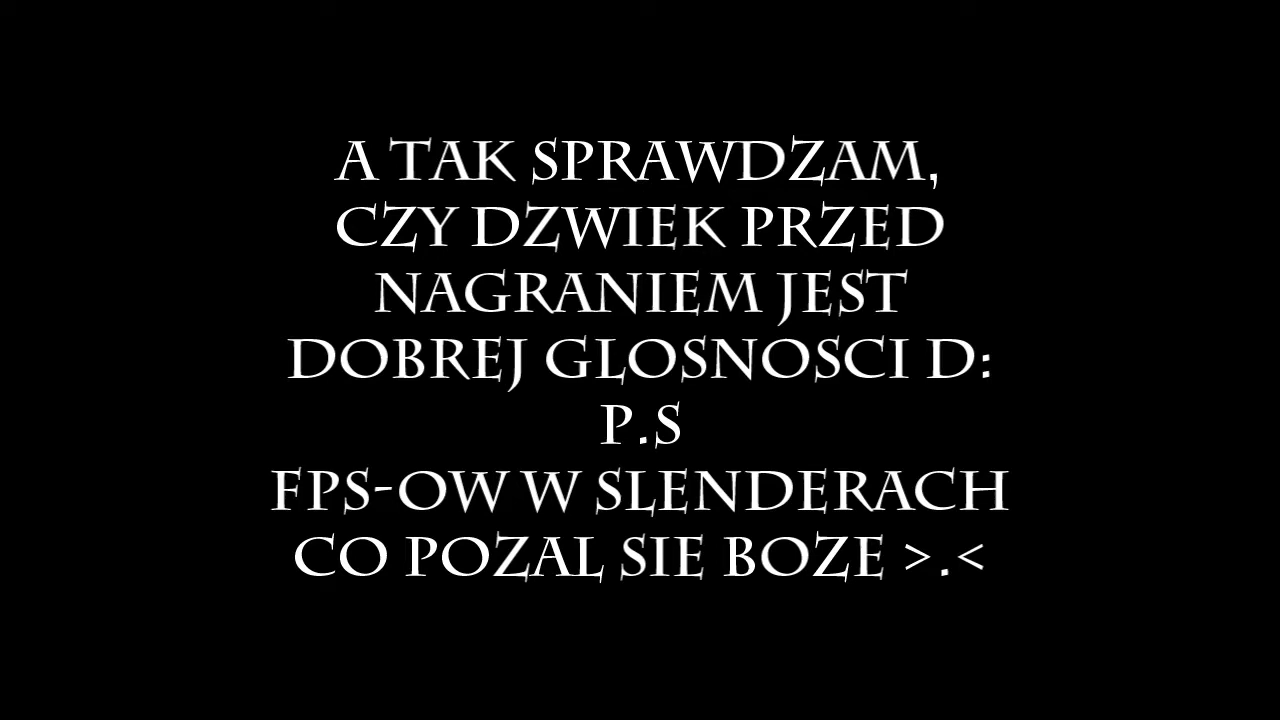 A TAK SPRAWDZAM,
CZY DZWIEK PRZED
NAGRANIEM JEST
DOBREJ GLOSNOSCI D:
P.S
FPS-OW W SLENDERACH
CO POZAL SIE BOZE >.<